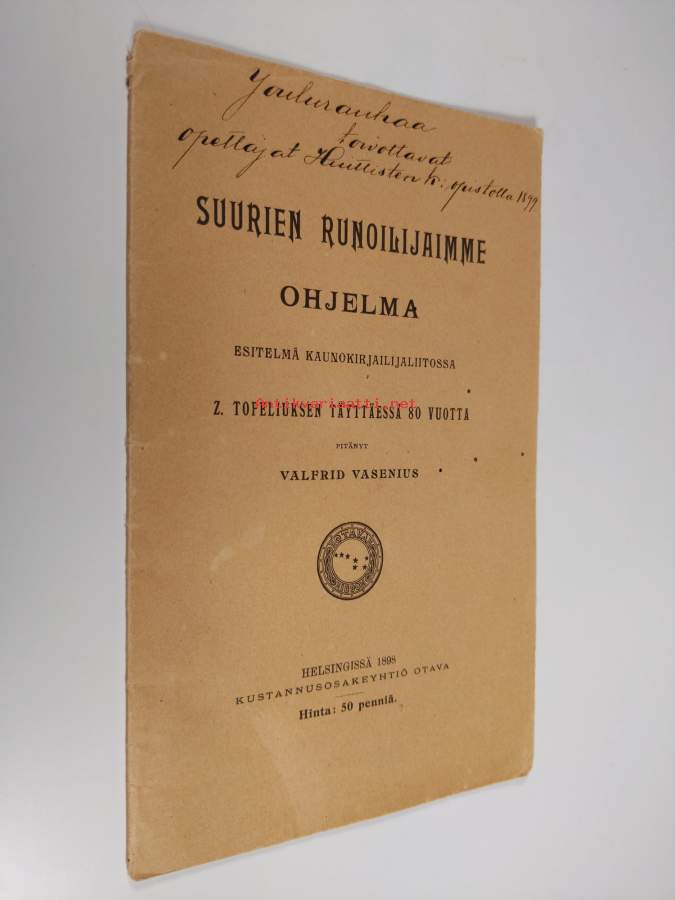 Joulurauhaa
toivottavat
opettajat Huittisten k: opistolla 1899
SUURIEN RUNOILIJAIMME
OHJELMA
ESITELMÄ KAUNOKIRJAILIJALIITOSSA
Z. TOPELIUKSEN TÄYTTÄESSÄ 80 VUOTTA
antikvariaatti.net
PITÄNYT
VALFRID VASENIUS
OTAVA
HELSINGISSÄ 1898
KUSTANNUSOSAKEYHTIÖ OTAVA
Hinta: 50 penniä.